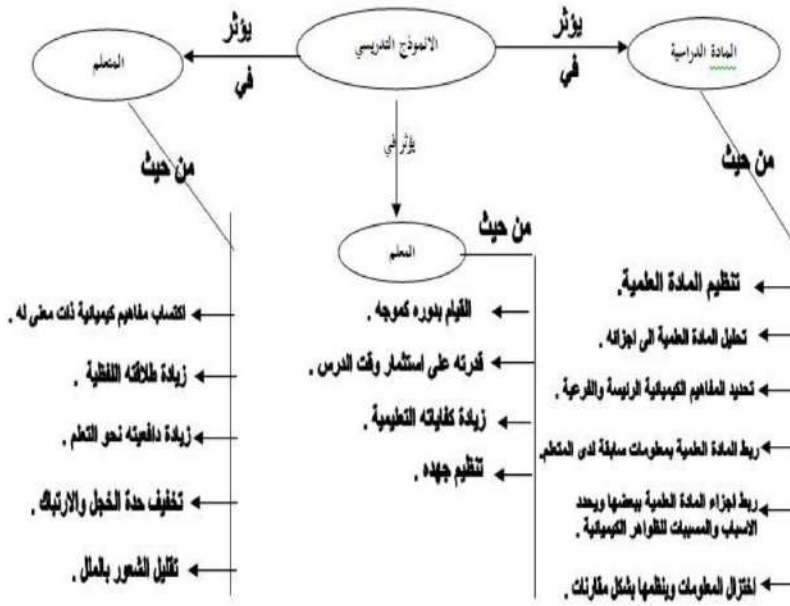 الانموذج التدريسي
يؤثر
في
المادة الدراسية
من حيث
تنظيم المادة العلمية.
تحليل المادة العلمية الى اجزائه .
تحديد المفاهيم الكيميائية الرئيسة والفرعية .
ربط المادة العلمية بمعلومات سابقة لدى المتعلم.
ربط اجزاء المادة العلمية ببعضها ويحدد
الاسباب والمسببات للظواهر الكيميائية .
اختزال المعلومات وينظمها بشكل مقارنات .
يؤثر في
المعلم
من حيث
القيام بدوره كموجه .
قدرته على استثمار وقت الدرس .
زيادة كفاياته التعليمية .
تنظيم جهده .
يؤثر
في
المتعلم
من حيث
اكتساب مفاهيم كيميائية ذات معنى له .
زيادة طلاقته اللفظية .
زيادة دافعيته نحو التعلم .
تخفيف حدة الخجل والارتباك .
تقليل الشعور بالملل .